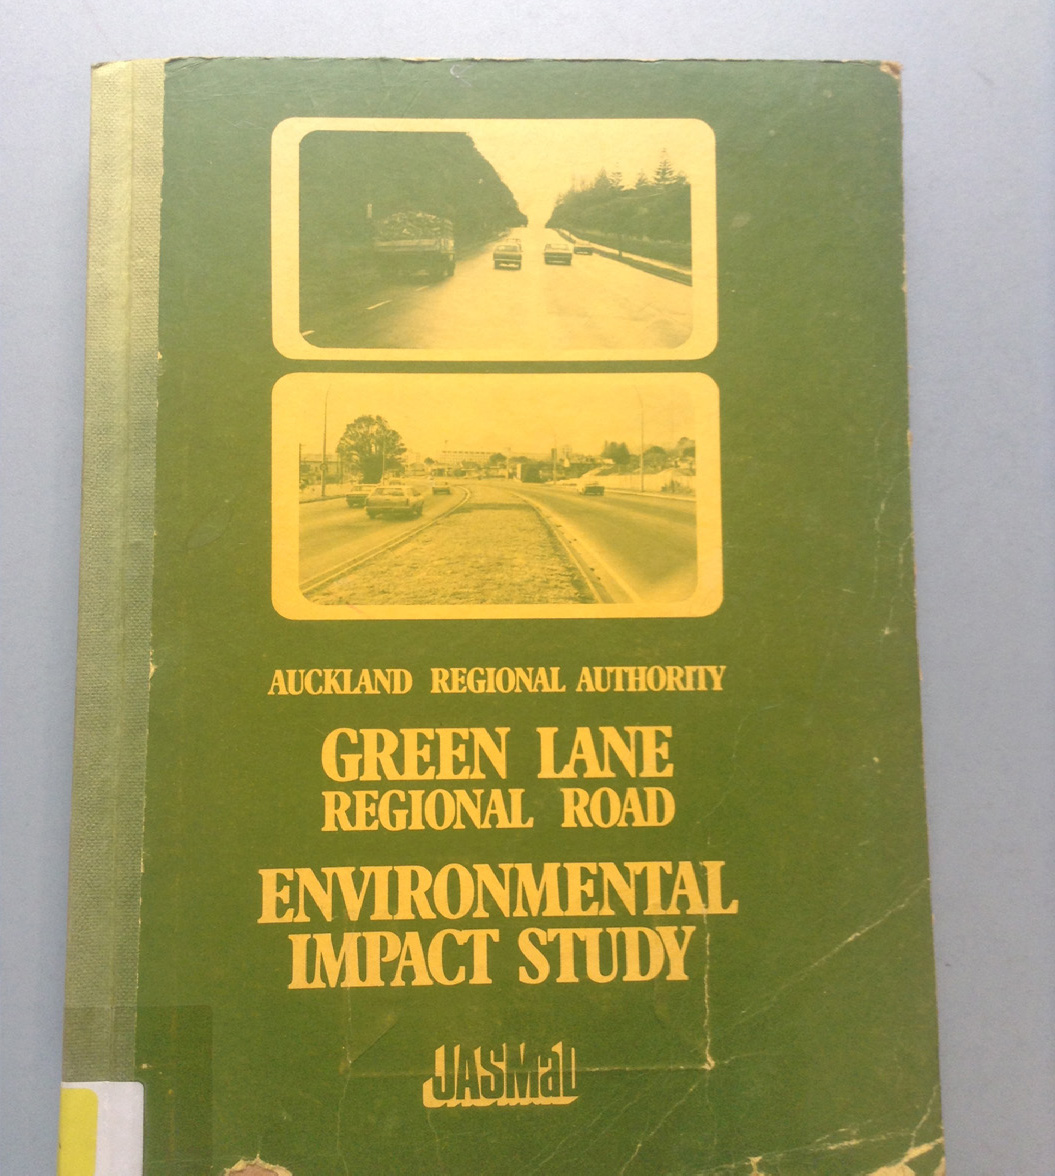 AUCKLAND REGIONAL AUTHORITY
GREEN LANE
REGIONAL ROAD
ENVIRONMENTAL
IMPACT STUDY
JASMaD